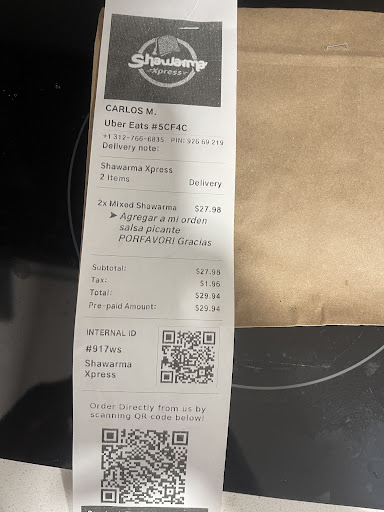 Shawarma
Xpress
CARLOS M.
Uber Eats #5CF4C
+1 312-766-6835 PIN: 926 69 219
Delivery note:
Shawarma Xpress
2 Items Delivery
2x Mixed Shawarma $27.98
➤ Agregar a mi orden
salsa picante
PORFAVORI Gracias
Subtotal: $27.98
Tax: $1.96
Total: $29.94
Pre-paid Amount: $29.94
INTERNAL ID
#917ws
Shawarma
Xpress
Order Directly from us by
scanning QR code below!